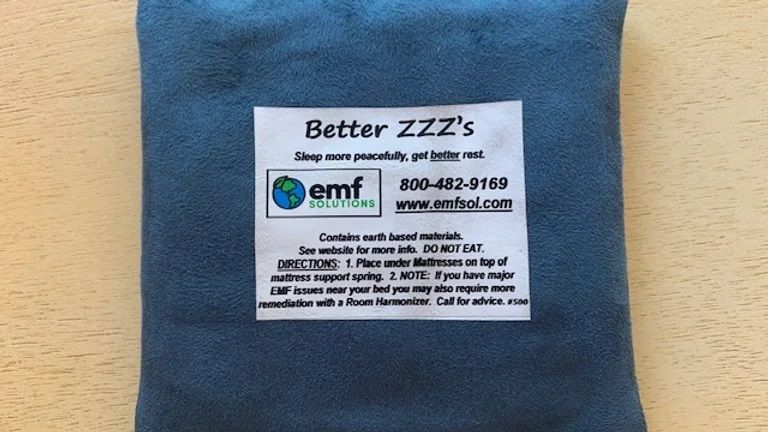 Better ZZZ's
Sleep more peacefully, get better rest.
emf
SOLUTIONS
800-482-9169
www.emfsol.com
Contains earth based materials.
See website for more info. DO NOT EAT.
DIRECTIONS: 1. Place under Mattresses on top of
mattress support spring. 2. NOTE: If you have major
EMF issues near your bed you may also require more
remediation with a Room Harmonizer. Call for advice. #500